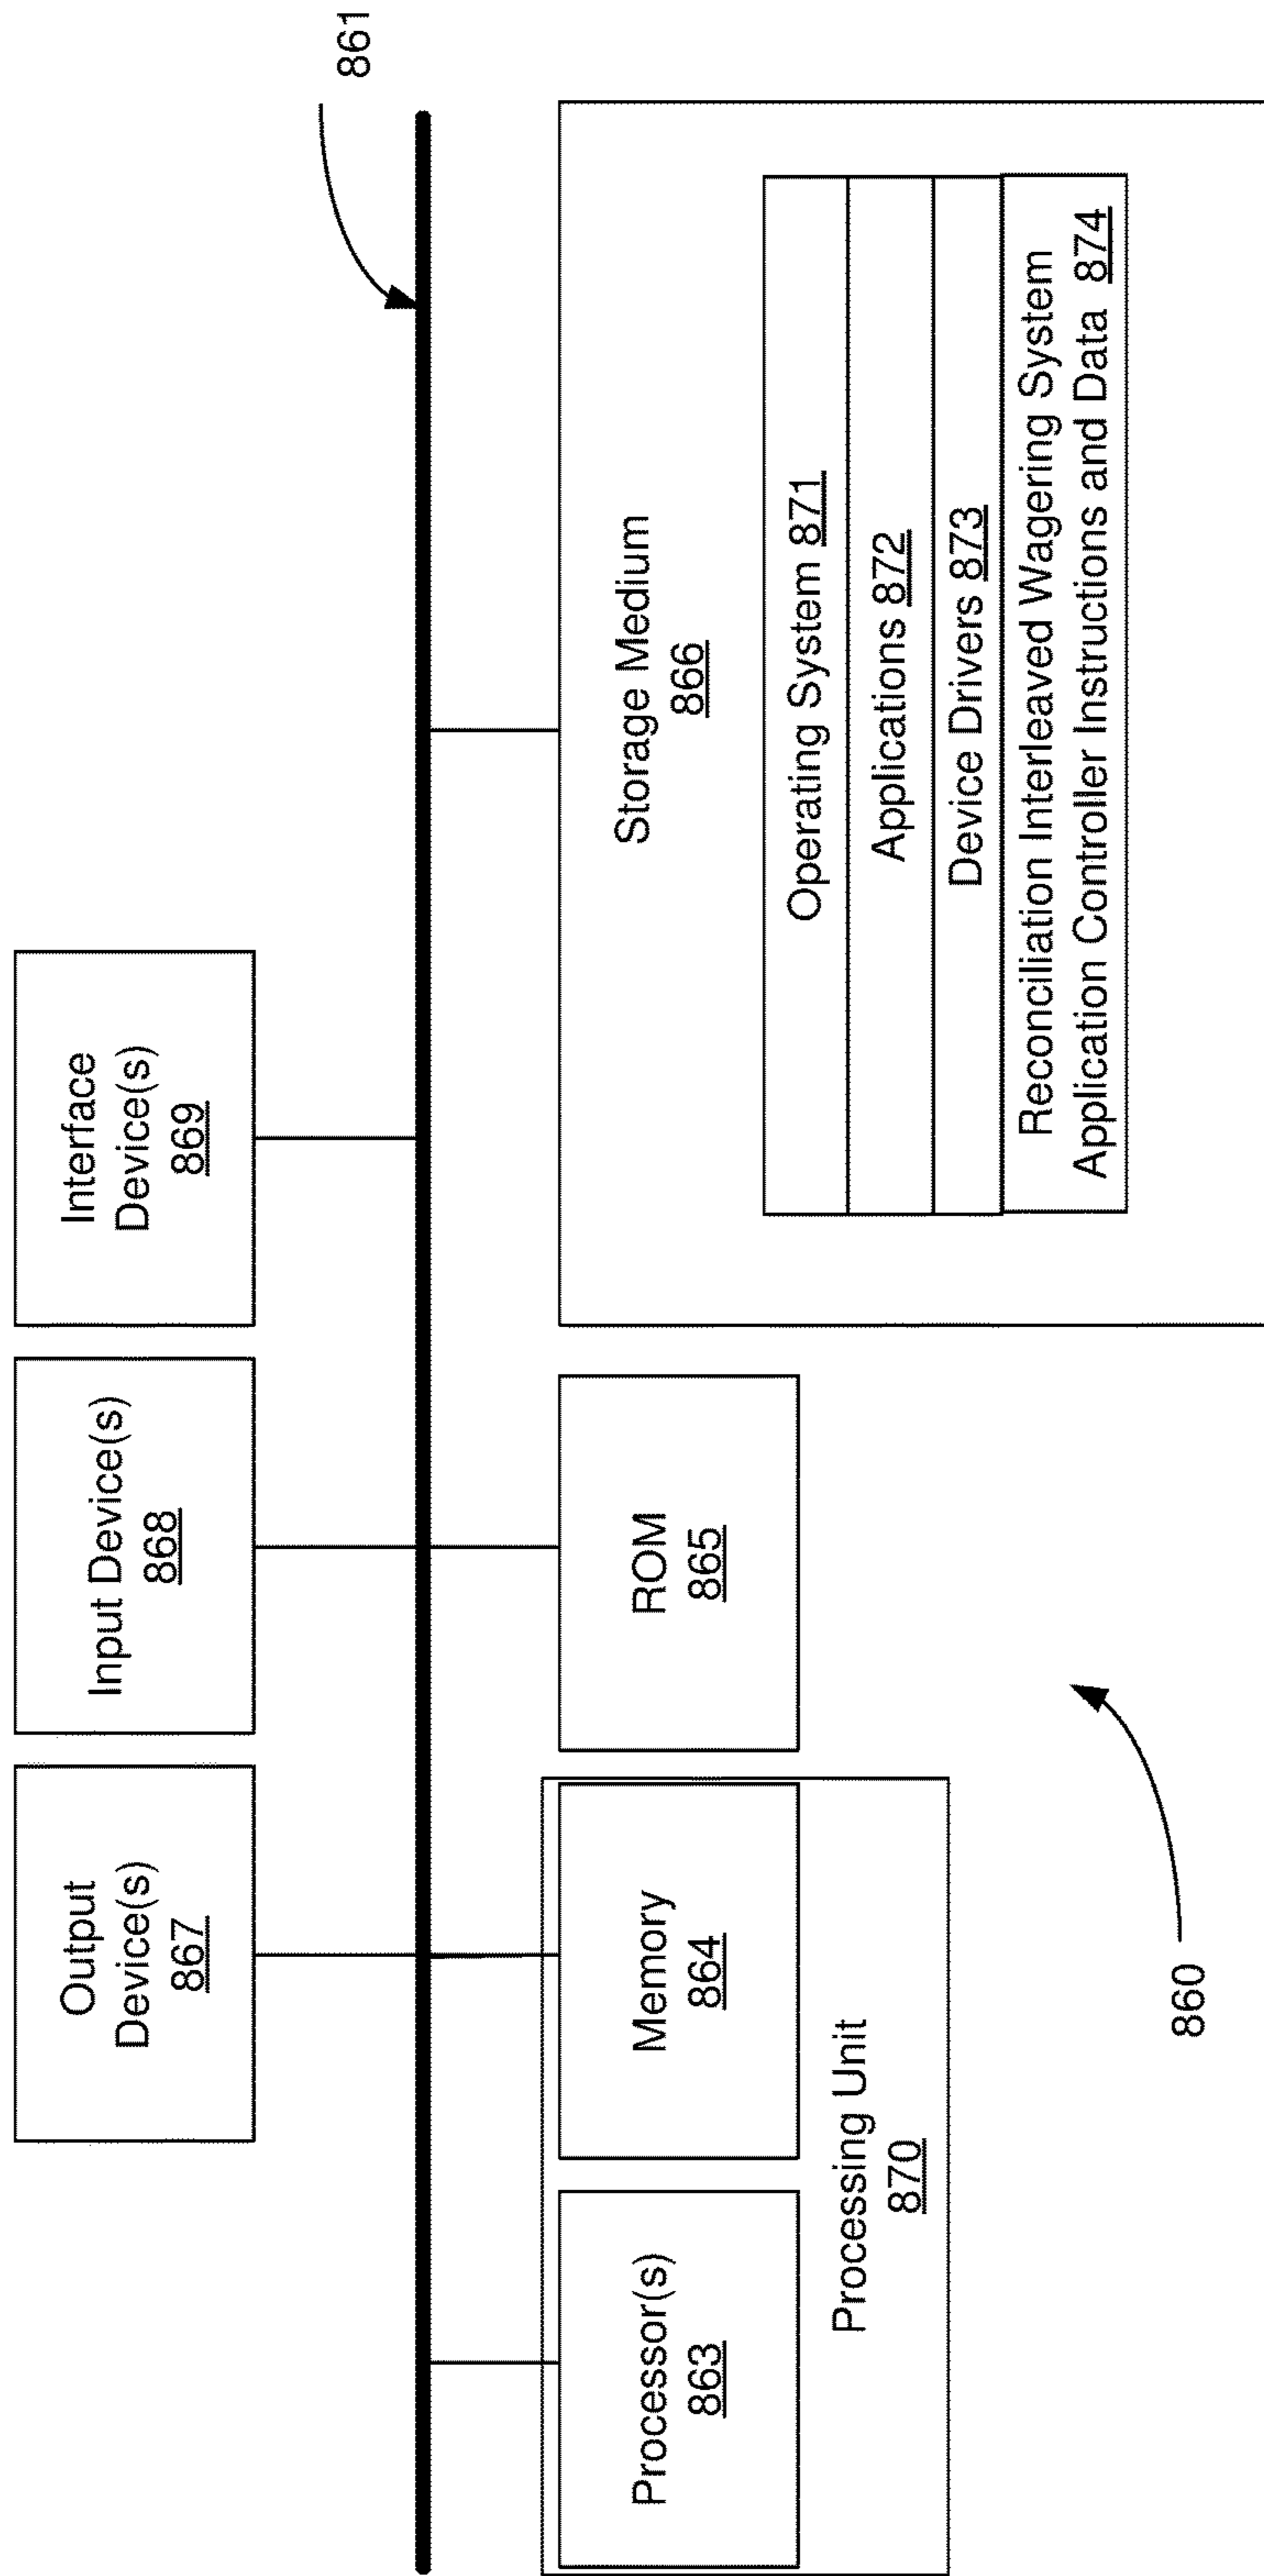 861
Output
Device(s)
867
Input Device(s)
868
Interface
Device(s)
869
Processor(s)
863
Memory
864
Processing Unit
870
ROM
865
Storage Medium
866
Operating System 871
Applications 872
Device Drivers 873
Reconciliation Interleaved Wagering System
Application Controller Instructions and Data 874
860